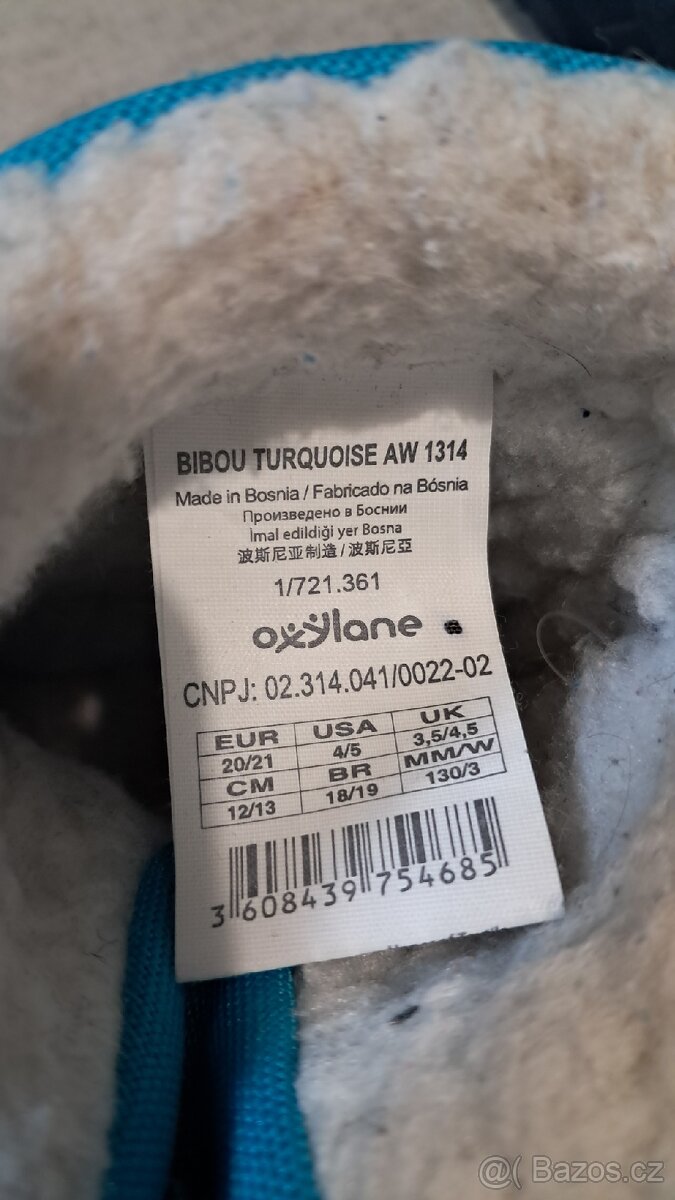 BIBOU TURQUOISE AW 1314
Made in Bosnia / Fabricado na Bósnia
Произведено в Боснии
İmal edildiği yer Bosna
波斯尼亚制造 / 波斯尼亞
1/721.361
oxylane
CNPJ: 02.314.041/0022-02
EUR USA UK
20/21 4/5 3,5/4,5
CM BR MM/W
12/13 18/19 130/3
3 608439 754685
@( Bazos.cz